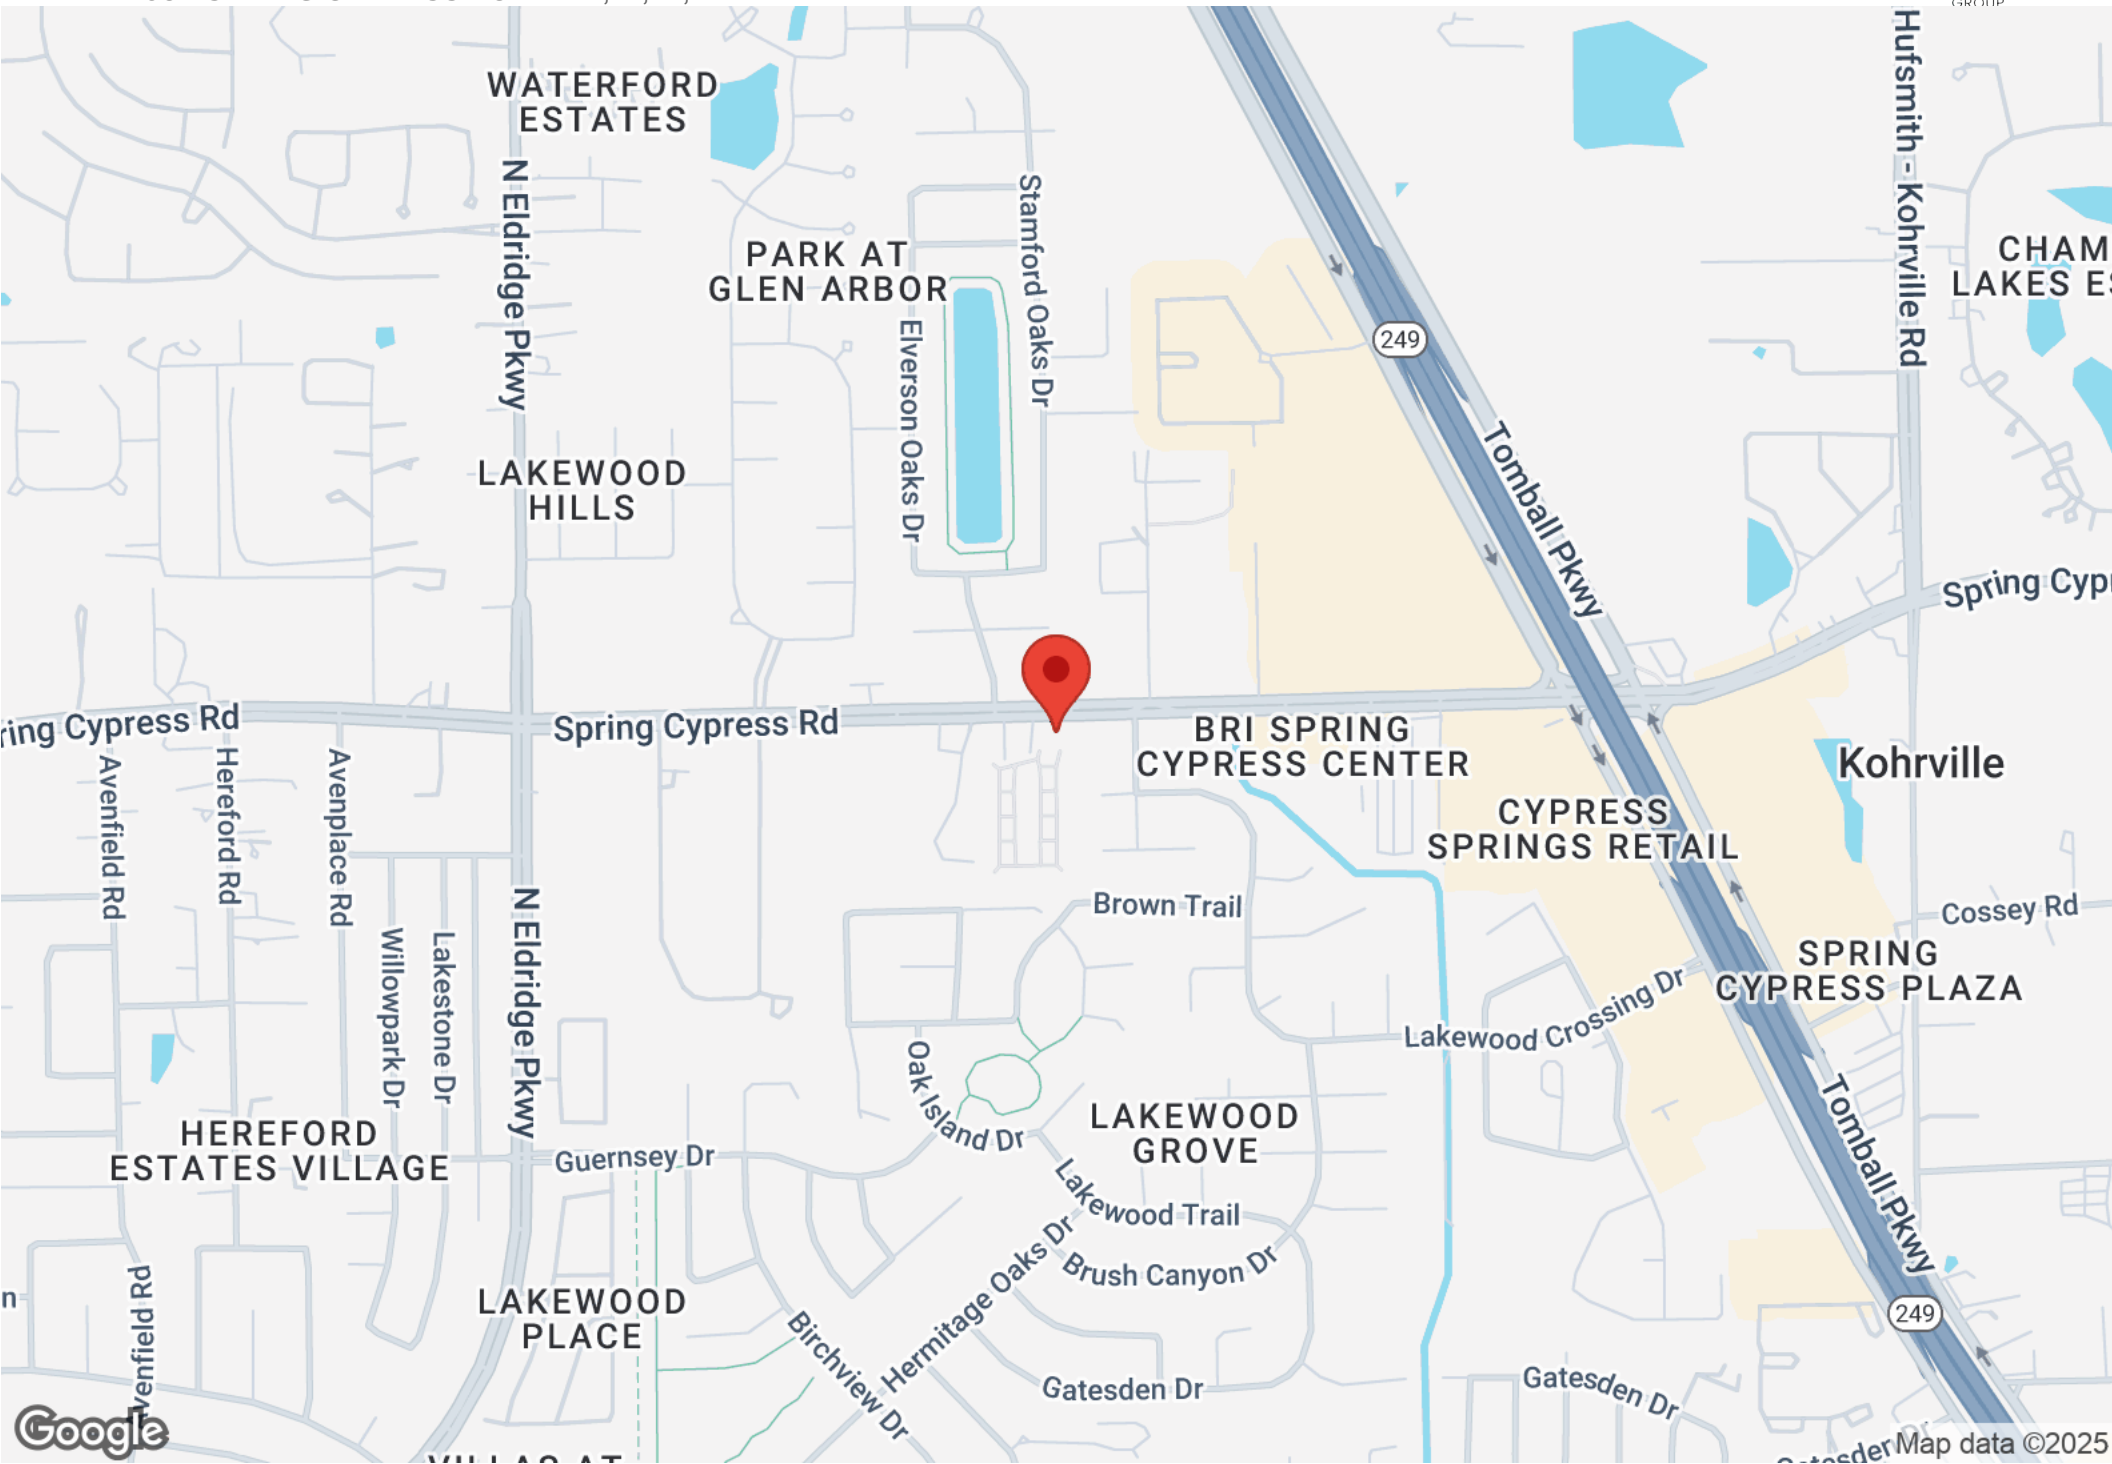 GROUP
WATERFORD
ESTATES
N Eldridge Pkwy
Stamford Oaks Dr
Hufsmith - Kohrville Rd
PARK AT
GLEN ARBOR
CHAM
LAKES ES
249
Elverson Oaks Dr
Tomball Pkwy
LAKEWOOD
HILLS
Spring Cypr
ring Cypress Rd
Spring Cypress Rd
BRI SPRING
CYPRESS CENTER
Kohrville
Avenfield Rd
Hereford Rd
Avenplace Rd
CYPRESS
SPRINGS RETAIL
N Eldridge Pkwy
Willowpark Dr
Lakestone Dr
Brown Trail
Cossey Rd
SPRING
CYPRESS PLAZA
Lakewood Crossing Dr
Oak Island Dr
HEREFORD
ESTATES VILLAGE
Guernsey Dr
LAKEWOOD
GROVE
Tomball Pkwy
Lakewood Trail
Hermitage Oaks Dr
Brush Canyon Dr
n
Avenfield Rd
LAKEWOOD
PLACE
249
Birchview Dr
Gatesden Dr
Gatesden Dr
Google
VILLAS AT
Gatesden Dr
Map data ©2025